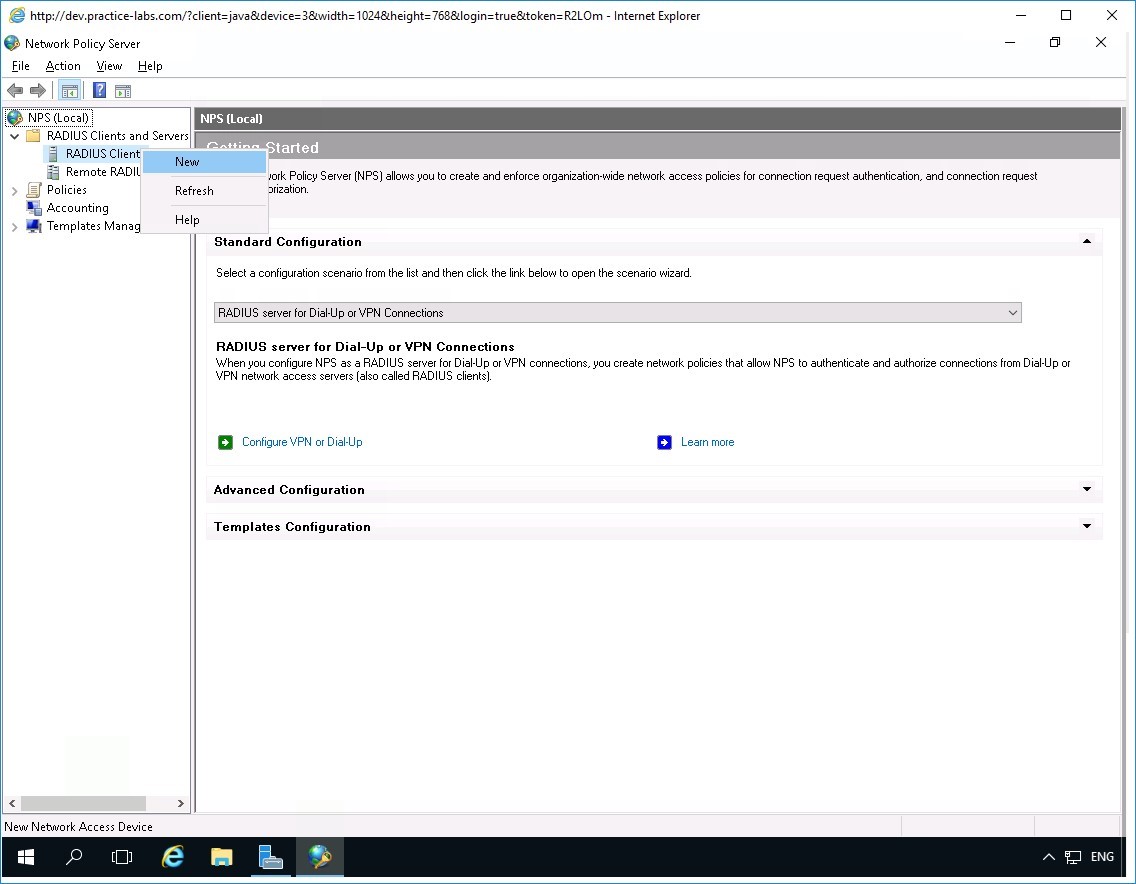 http://dev.practice-labs.com/?client=java&device=3&width=1024&height=768&login=true&token=R2LOm - Internet Explorer
Network Policy Server
File Action View Help
NPS (Local)
RADIUS Clients and Servers
RADIUS Client
Remote RADIU
Policies
Accounting
Templates Manag
New
Refresh
Help
NPS (Local)
Getting Started
work Policy Server (NPS) allows you to create and enforce organization-wide network access policies for connection request authentication, and connection request
orization.
Standard Configuration
Select a configuration scenario from the list and then click the link below to open the scenario wizard.
RADIUS server for Dial-Up or VPN Connections
RADIUS server for Dial-Up or VPN Connections
When you configure NPS as a RADIUS server for Dial-Up or VPN connections, you create network policies that allow NPS to authenticate and authorize connections from Dial-Up or
VPN network access servers (also called RADIUS clients).
Configure VPN or Dial-Up
Learn more
Advanced Configuration
Templates Configuration
New Network Access Device
ENG